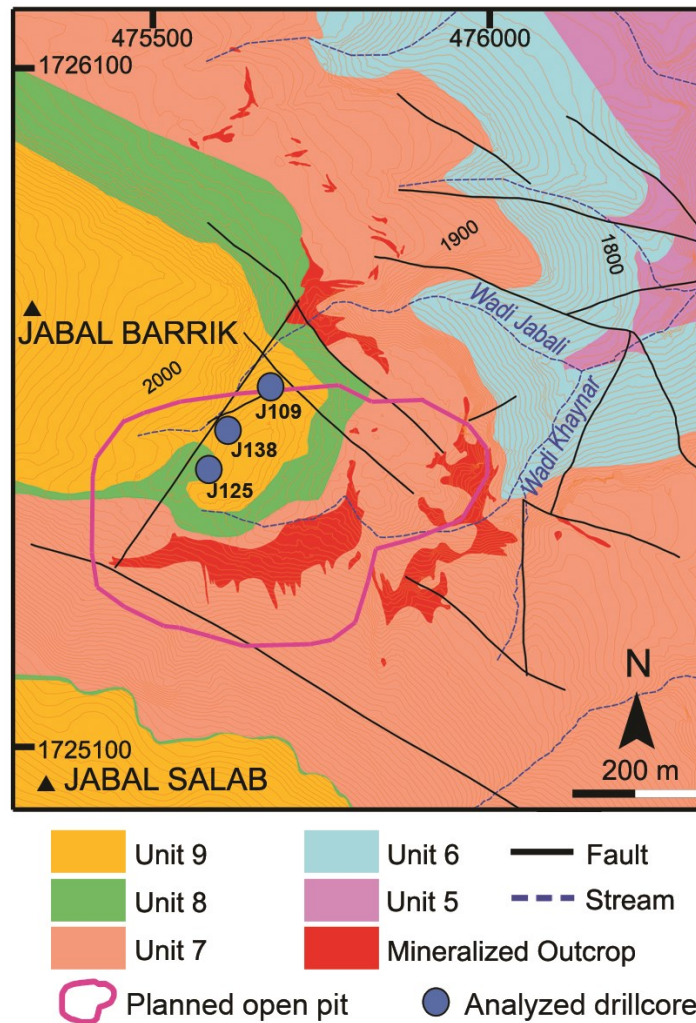 475500
476000
1726100
1900
1800
Wadi Jabali
JABAL BARRIK
2000
J109
Wadi Khaynar
J138
J125
N
1725100
200 m
JABAL SALAB
Unit 9
Unit 6
Fault
Unit 8
Unit 5
Stream
Unit 7
Mineralized Outcrop
Planned open pit
Analyzed drillcore